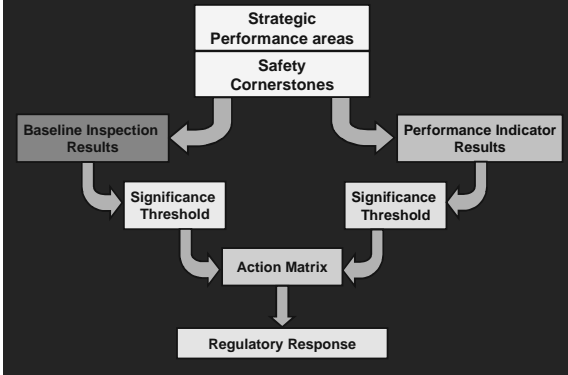 Strategic
Performance areas
Safety
Cornerstones
Baseline Inspection
Results
Performance Indicator
Results
Significance
Threshold
Significance
Threshold
Action Matrix
Regulatory Response